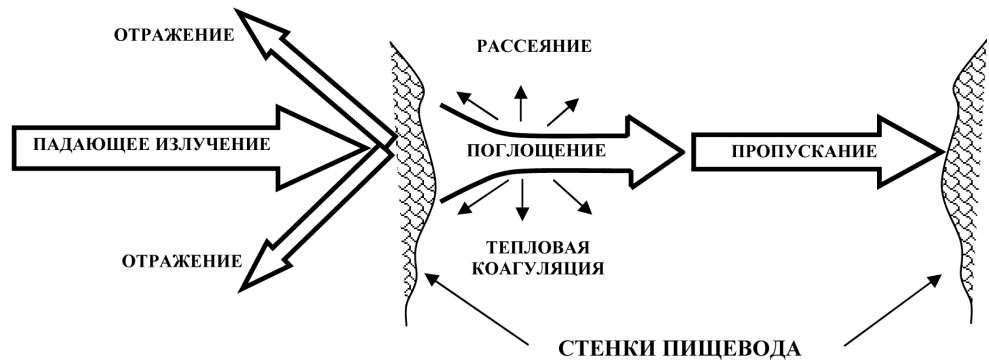 ОТРАЖЕНИЕ
РАССЕЯНИЕ
ПАДАЮЩЕЕ ИЗЛУЧЕНИЕ
ПОГЛОЩЕНИЕ
ПРОПУСКАНИЕ
ОТРАЖЕНИЕ
ТЕПЛОВАЯ
КОАГУЛЯЦИЯ
СТЕНКИ ПИЩЕВОДА